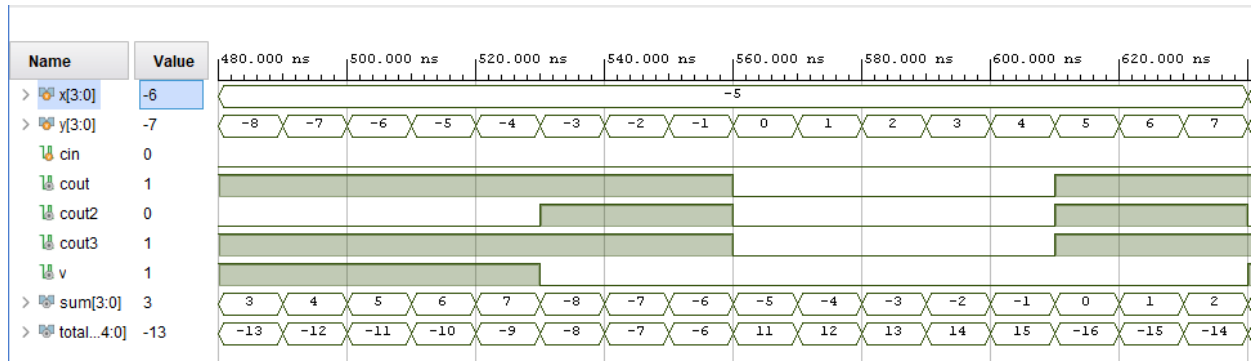 Name Value 480.000 ns 500.000 ns 520.000 ns 540.000 ns 560.000 ns 580.000 ns 600.000 ns 620.000 ns
x[3:0] -6 -5
y[3:0] -7 -8 -7 -6 -5 -4 -3 -2 -1 0 1 2 3 4 5 6 7
cin 0
cout 1
cout2 0
cout3 1
v 1
sum[3:0] 3 3 4 5 6 7 -8 -7 -6 -5 -4 -3 -2 -1 0 1 2
total...4:0] -13 -13 -12 -11 -10 -9 -8 -7 -6 11 12 13 14 15 -16 -15 -14